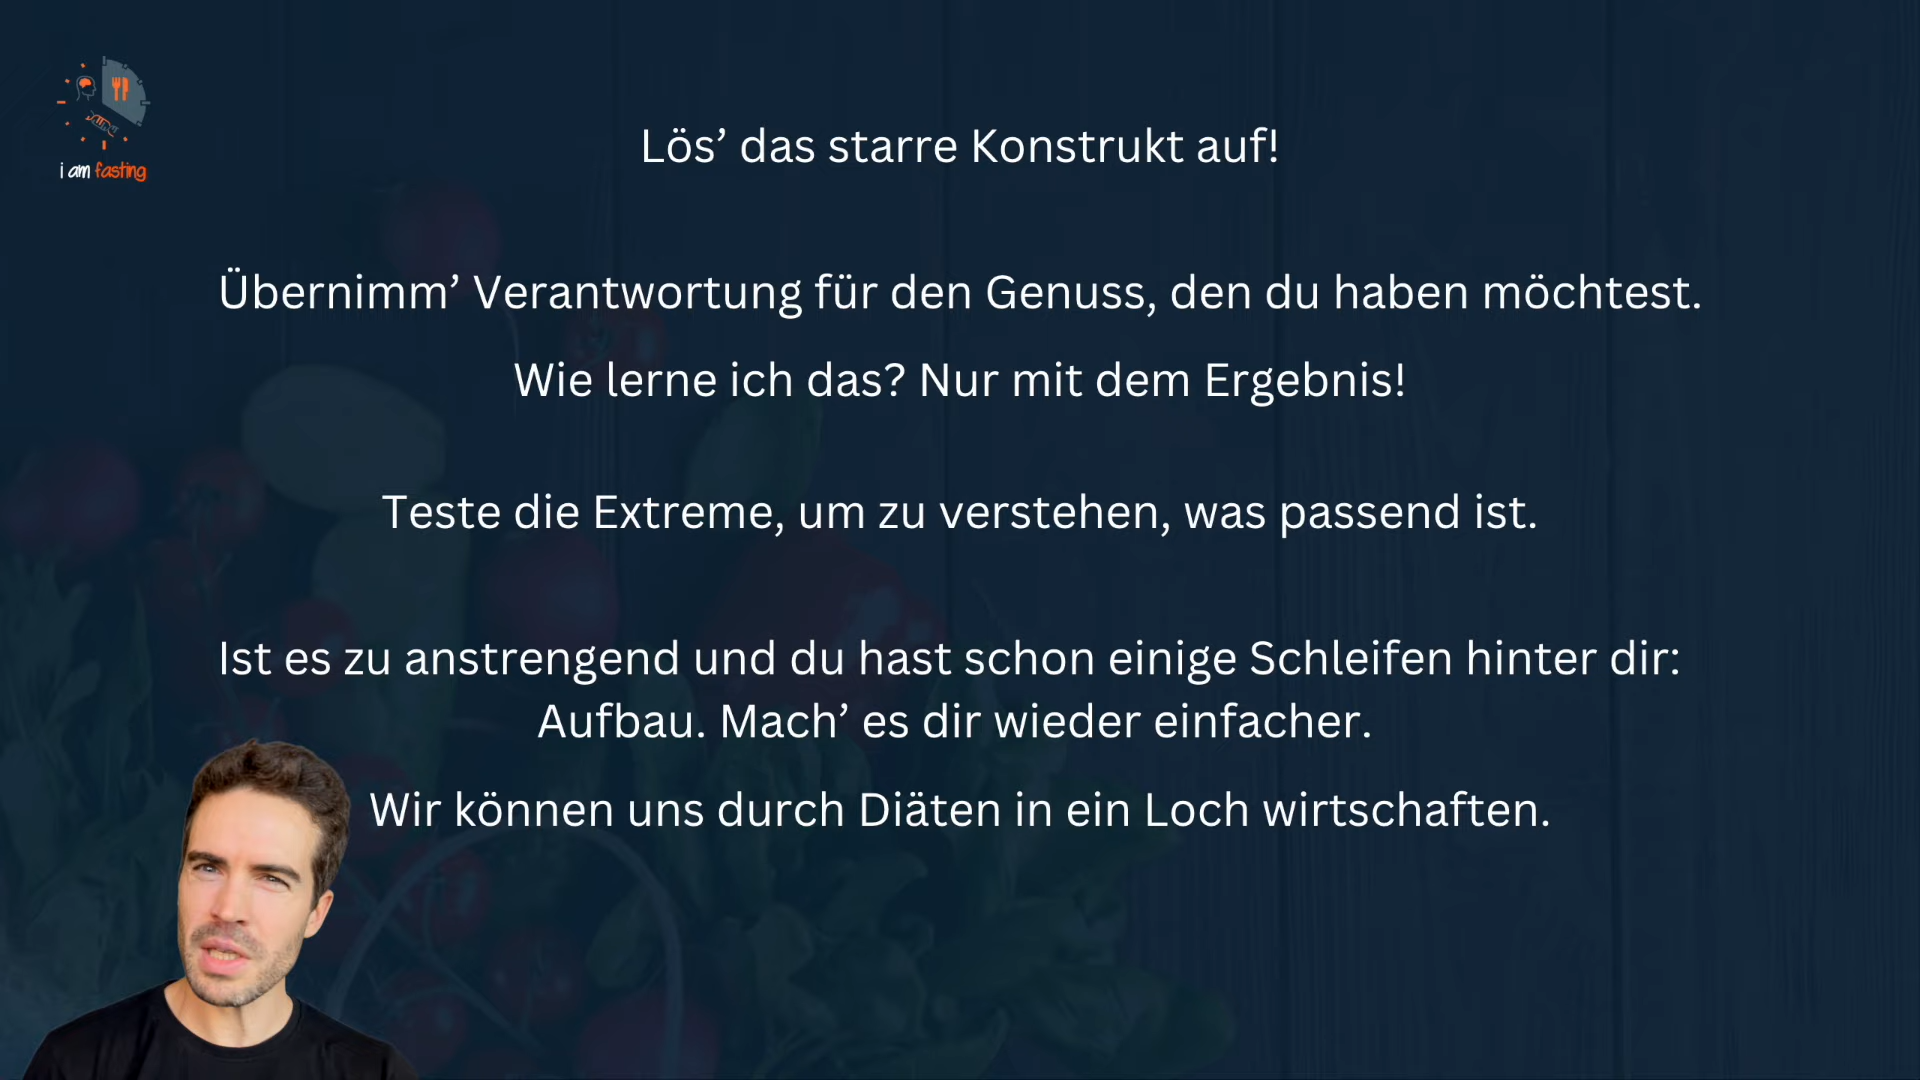 i am fasting
Lös’ das starre Konstrukt auf!
Übernimm’ Verantwortung für den Genuss, den du haben möchtest.
Wie lerne ich das? Nur mit dem Ergebnis!
Teste die Extreme, um zu verstehen, was passend ist.
Ist es zu anstrengend und du hast schon einige Schleifen hinter dir:
Aufbau. Mach’ es dir wieder einfacher.
Wir können uns durch Diäten in ein Loch wirtschaften.